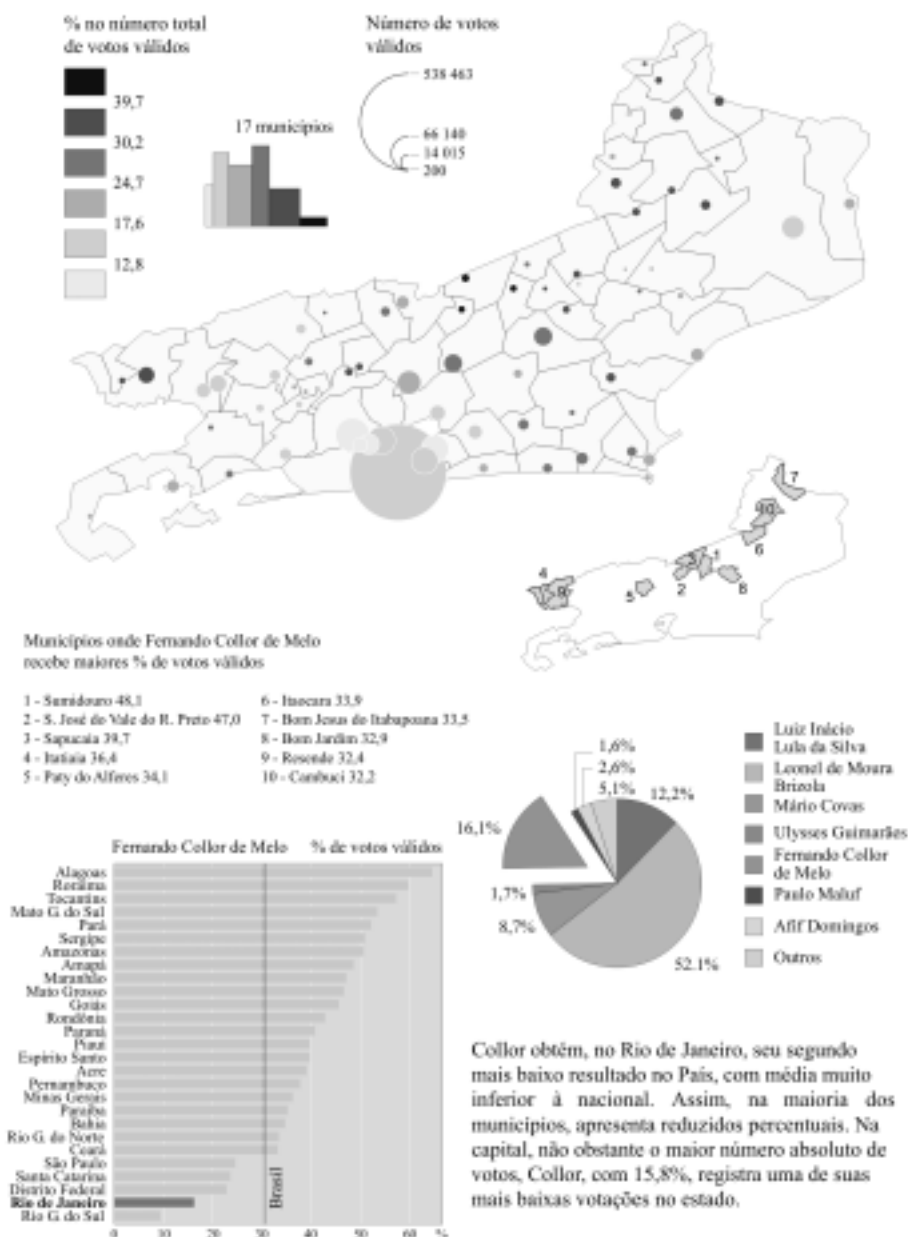 % no número total
de votos válidos
39,7
30,2
24,7
17,6
12,8
17 municípios
Número de votos
válidos
538 463
66 140
14 015
200
1
2
4
5
6
7
8
9
10
Municípios onde Fernando Collor de Melo
recebe maiores % de votos válidos
1 - Sumidouro 48,1
2 - S. José do Vale do R. Preto 47,0
3 - Sapucaia 39,7
4 - Itatiaia 36,4
5 - Paty do Alferes 34,1
6 - Itaocara 33,9
7 - Bom Jesus do Itabapoana 33,5
8 - Bom Jardim 32,9
9 - Resende 32,4
10 - Cambuci 32,2
1,6%
2,6%
5,1%
12,2%
16,1%
1,7%
8,7%
52.1%
Luiz Inácio
Lula da Silva
Leonel de Moura
Brizola
Mário Covas
Ulysses Guimarães
Fernando Collor
de Melo
Paulo Maluf
Afif Domingos
Outros
Fernando Collor de Melo % de votos válidos
Alagoas
Roraima
Tocantins
Mato G. do Sul
Pará
Sergipe
Amazonas
Amapá
Maranhão
Mato Grosso
Goiás
Rondônia
Paraná
Piauí
Espírito Santo
Acre
Pernambuco
Minas Gerais
Paraíba
Bahia
Rio G. do Norte
Ceará
São Paulo
Santa Catarina
Distrito Federal
Rio de Janeiro
Rio G. do Sul
Brasil
0 10 20 30 40 50 60 %
Collor obtém, no Rio de Janeiro, seu segundo
mais baixo resultado no País, com média muito
inferior à nacional. Assim, na maioria dos
municípios, apresenta reduzidos percentuais. Na
capital, não obstante o maior número absoluto de
votos, Collor, com 15,8%, registra uma de suas
mais baixas votações no estado.